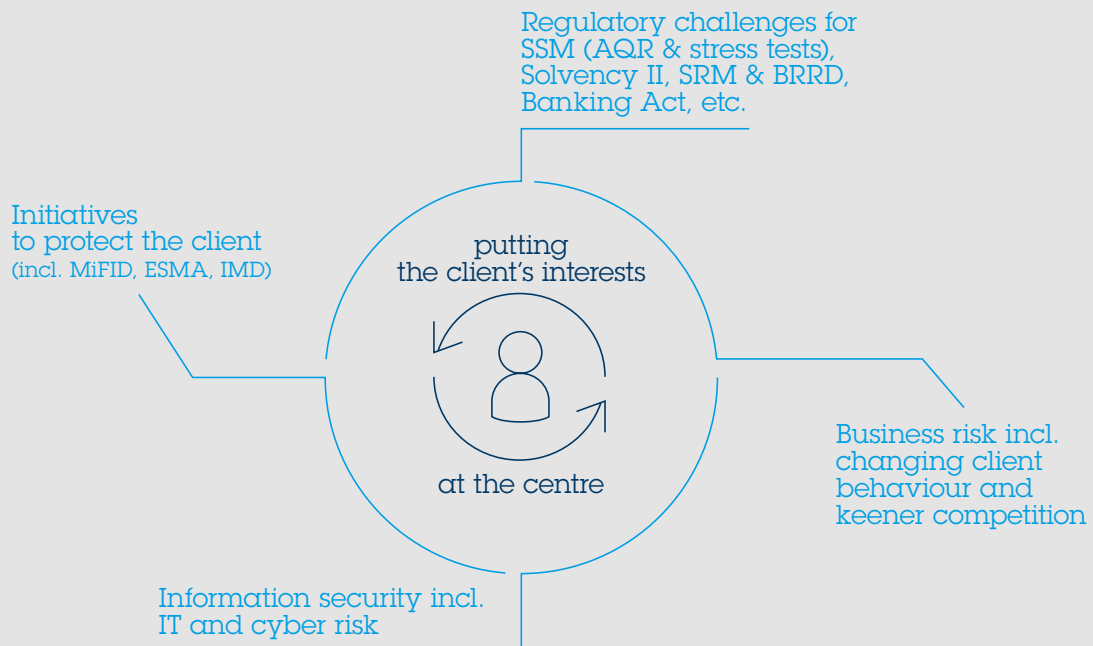 Regulatory challenges for
SSM (AQR & stress tests),
Solvency II, SRM & BRRD,
Banking Act, etc.
Initiatives
to protect the client
(incl. MiFID, ESMA, IMD)
putting
the client's interests
at the centre
Business risk incl.
changing client
behaviour and
keener competition
Information security incl.
IT and cyber risk